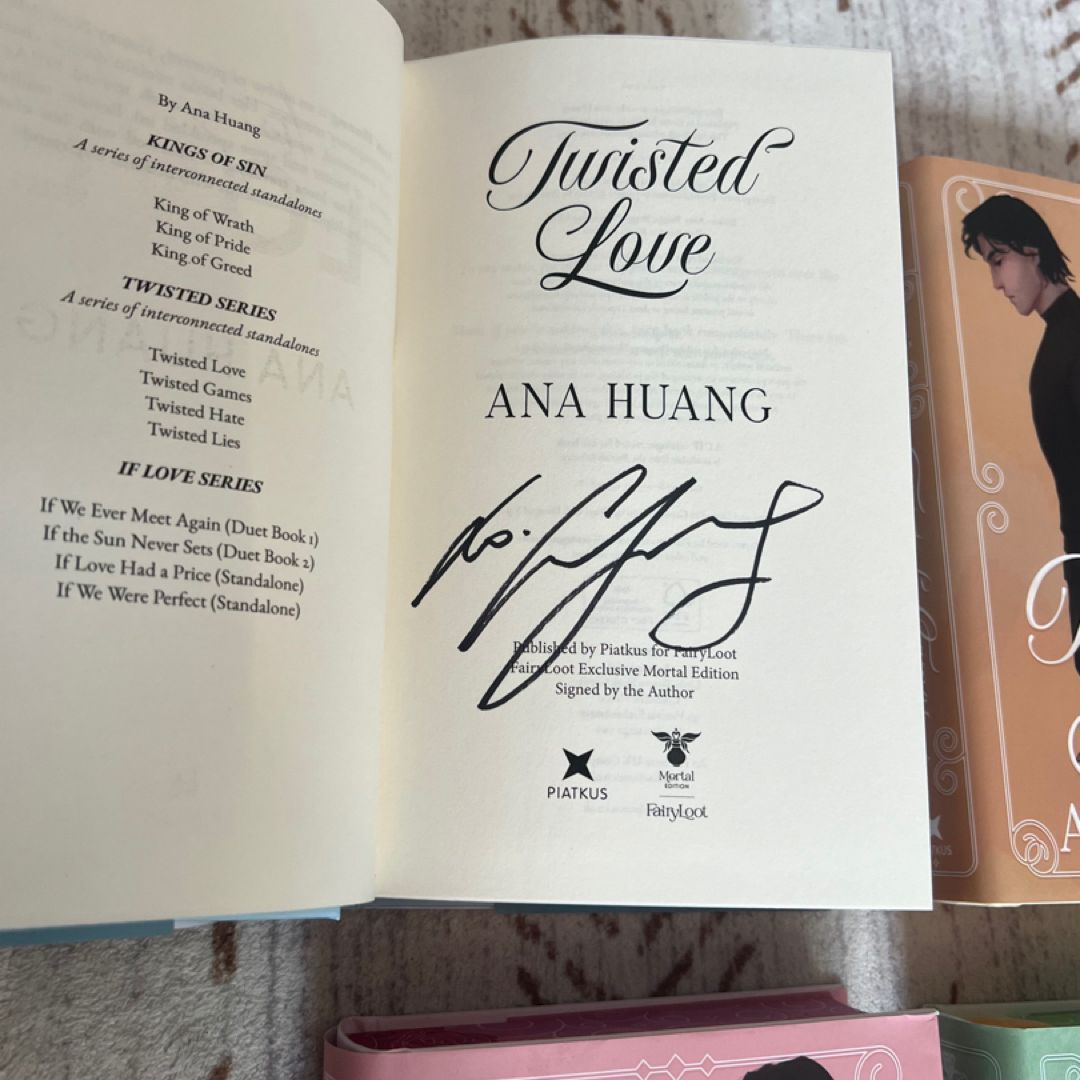 By Ana Huang
KINGS OF SIN
A series of interconnected standalones
King of Wrath
King of Pride
King of Greed
TWISTED SERIES
A series of interconnected standalones
Twisted Love
Twisted Games
Twisted Hate
Twisted Lies
IF LOVE SERIES
If We Ever Meet Again (Duet Book 1)
If the Sun Never Sets (Duet Book 2)
If Love Had a Price (Standalone)
If We Were Perfect (Standalone)
Twisted
Love
ANA HUANG
Published by Piatkus for FairyLoot
FairyLoot Exclusive Mortal Edition
Signed by the Author
PIATKUS
Mortal
EDITION
FairyLoot